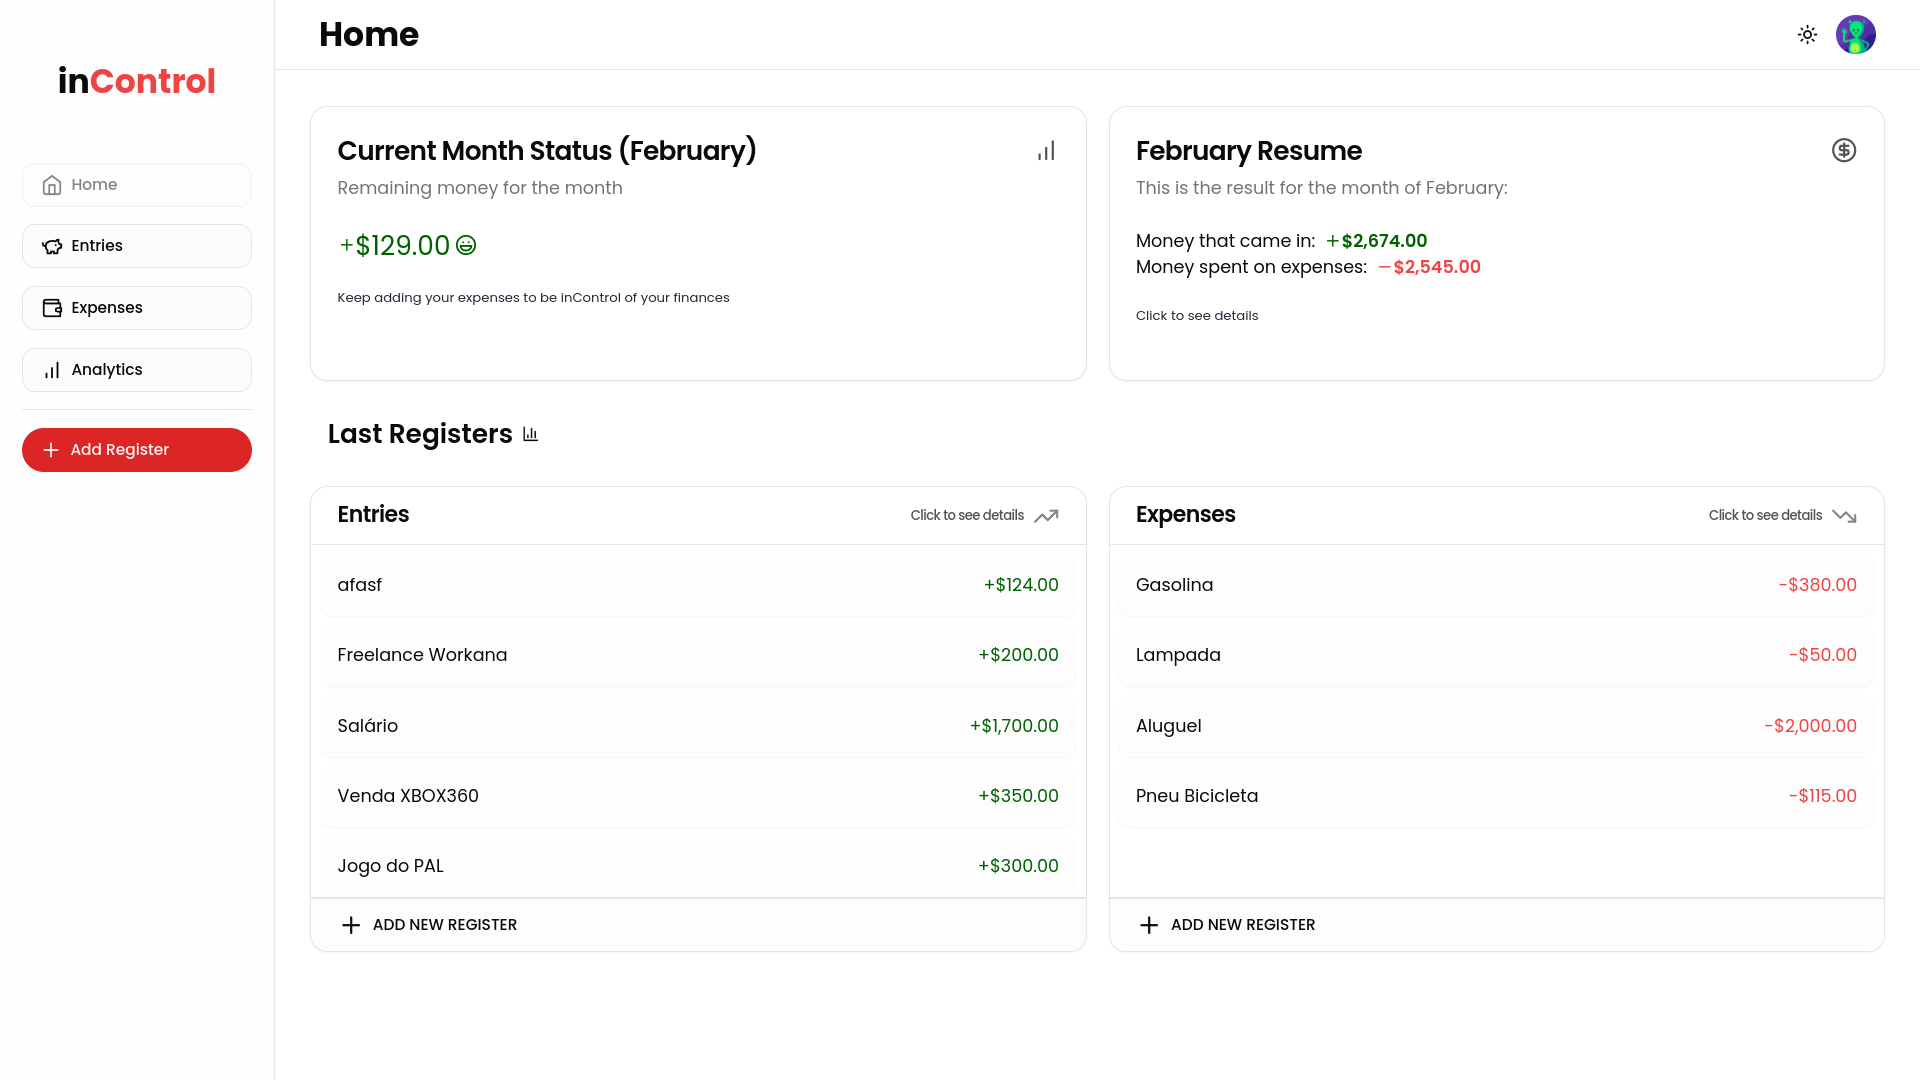 inControl
Home
Entries
Expenses
Analytics
Add Register
Home
Current Month Status (February)
Remaining money for the month
+$129.00
Keep adding your expenses to be inControl of your finances
February Resume
This is the result for the month of February:
Money that came in: +$2,674.00
Money spent on expenses: −$2,545.00
Click to see details
Last Registers
Entries Click to see details
afasf +$124.00
Freelance Workana +$200.00
Salário +$1,700.00
Venda XBOX360 +$350.00
Jogo do PAL +$300.00
ADD NEW REGISTER
Expenses Click to see details
Gasolina -$380.00
Lampada -$50.00
Aluguel -$2,000.00
Pneu Bicicleta -$115.00
ADD NEW REGISTER